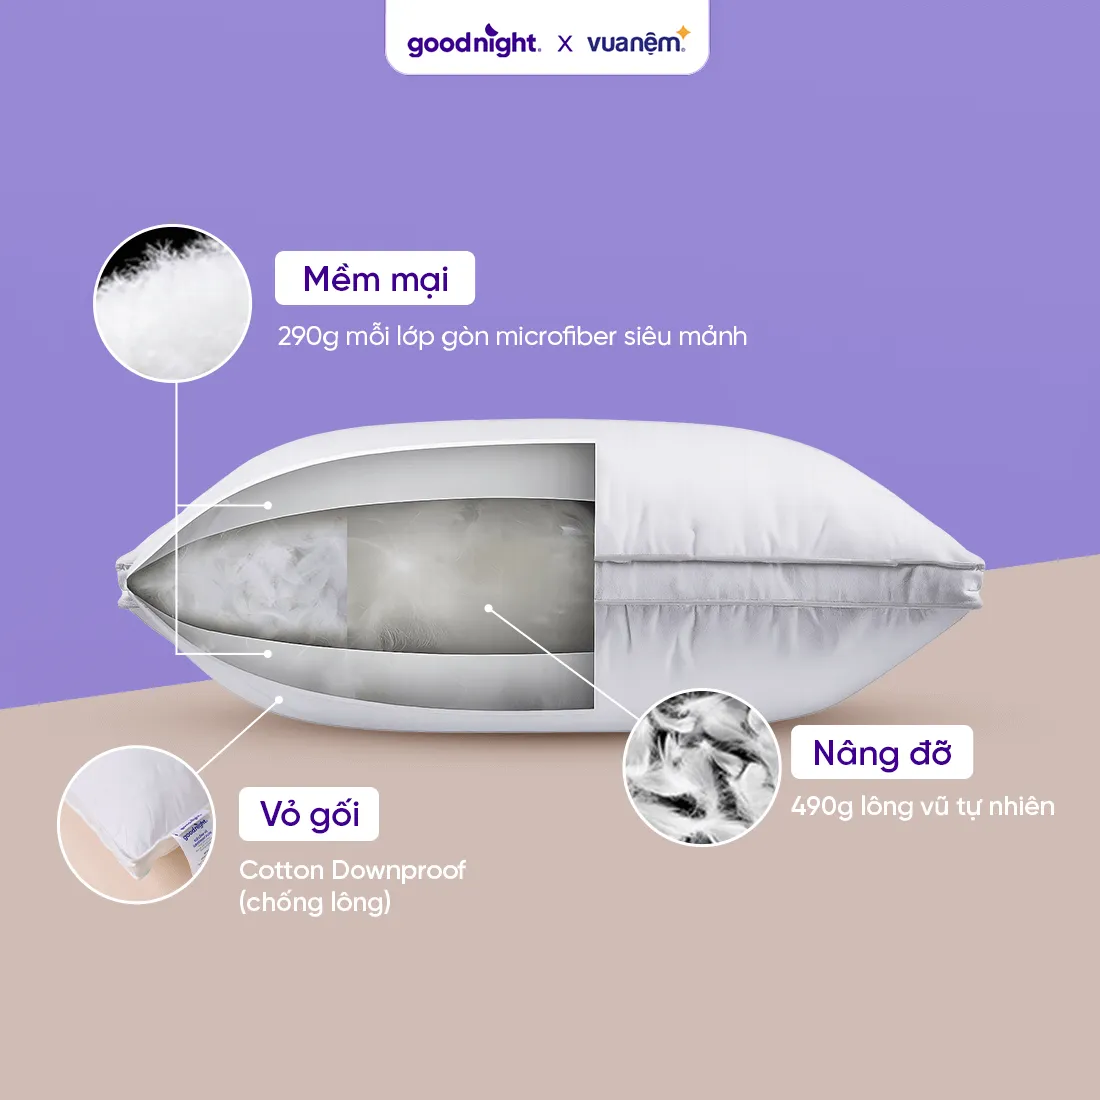 goodnight. x vuanệm
Mềm mại
290g mỗi lớp gòn microfiber siêu mảnh
Nâng đỡ
490g lông vũ tự nhiên
Vỏ gối
Cotton Downproof
(chống lông)
goodnight.